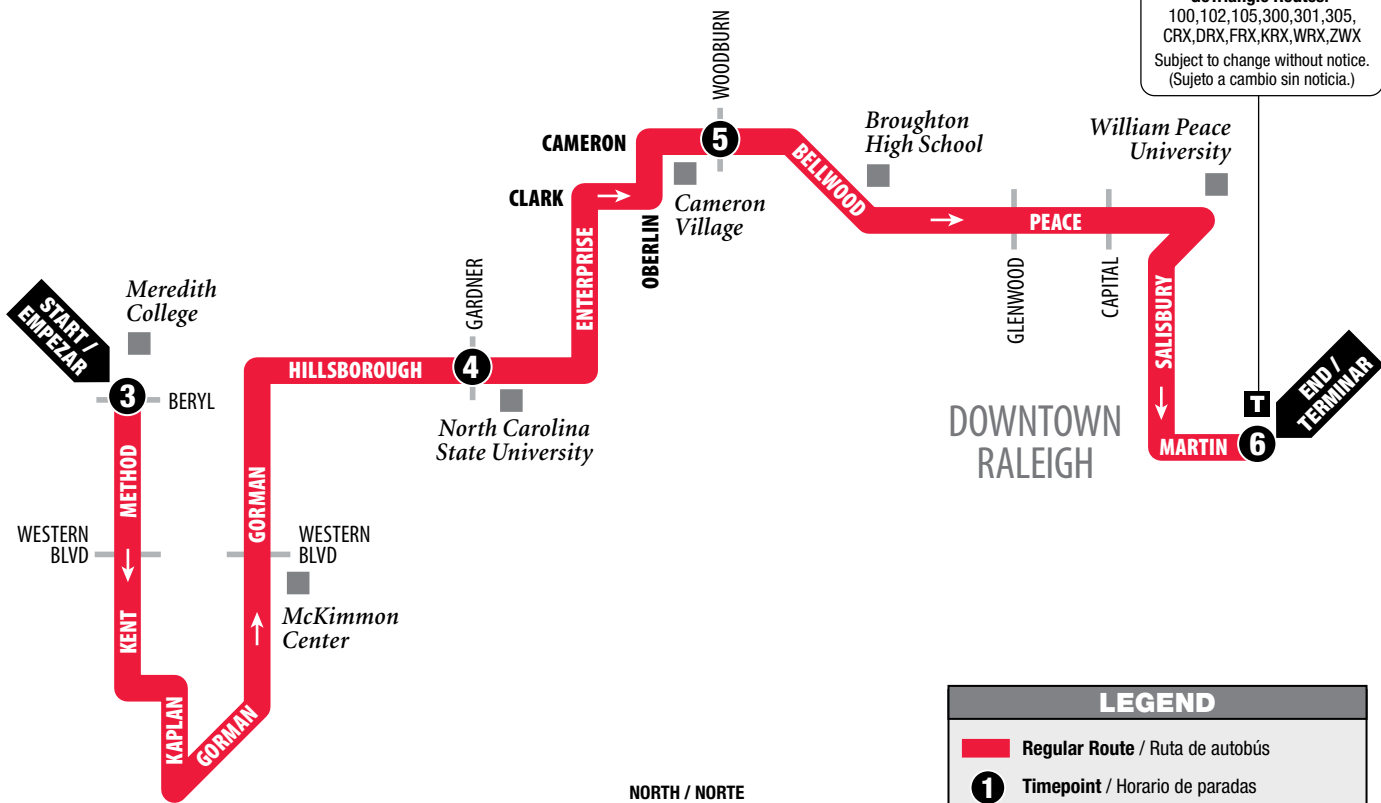 100,102,105,300,301,305,
CRX,DRX,FRX,KRX,WRX,ZWX
Subject to change without notice.
(Sujeto a cambio sin noticia.)
WOODBURN
CAMERON
5
BELLWOOD
Broughton
High School
William Peace
University
CLARK
OBERLIN
Cameron
Village
PEACE
GLENWOOD
CAPITAL
SALISBURY
ENTERPRISE
GARDNER
START /
EMPEZAR
Meredith
College
3
BERYL
HILLSBOROUGH
4
North Carolina
State University
DOWNTOWN
RALEIGH
T
END /
TERMINAR
MARTIN
6
METHOD
GORMAN
WESTERN
BLVD
WESTERN
BLVD
KENT
McKimmon
Center
KAPLAN
GORMAN
NORTH / NORTE
LEGEND
Regular Route / Ruta de autobús
1
Timepoint / Horario de paradas